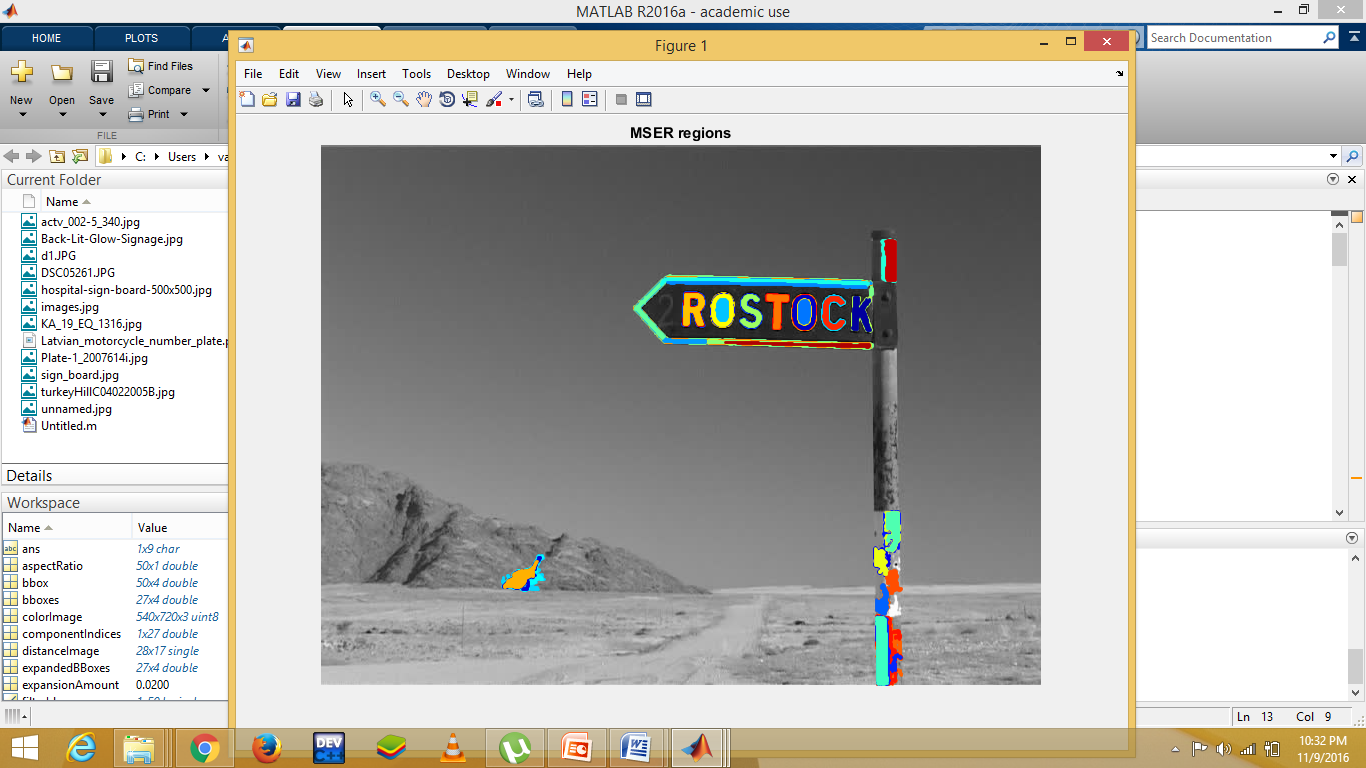 MATLAB R2016a - academic use
HOME
PLOTS
A
Search Documentation
Figure 1
File Edit View Insert Tools Desktop Window Help
New
Open
Save
Find Files
Compare
Print
FILE
C: Users va
MSER regions
Current Folder
Name
actv_002-5_340.jpg
Back-Lit-Glow-Signage.jpg
d1.JPG
DSC05261.JPG
hospital-sign-board-500x500.jpg
images.jpg
KA_19_EQ_1316.jpg
Latvian_motorcycle_number_plate.p
Plate-1_2007614i.jpg
sign_board.jpg
turkeyHillC04022005B.jpg
unnamed.jpg
Untitled.m
2 ROSTOCK
Details
Workspace
Name Value
abc ans 1x9 char
aspectRatio 50x1 double
bbox 50x4 double
bboxes 27x4 double
colorImage 540x720x3 uint8
componentIndices 1x27 double
distanceImage 28x17 single
expandedBBoxes 27x4 double
expansionAmount 0.0200
Ln 13 Col 9
DEV C++
10:32 PM
11/9/2016